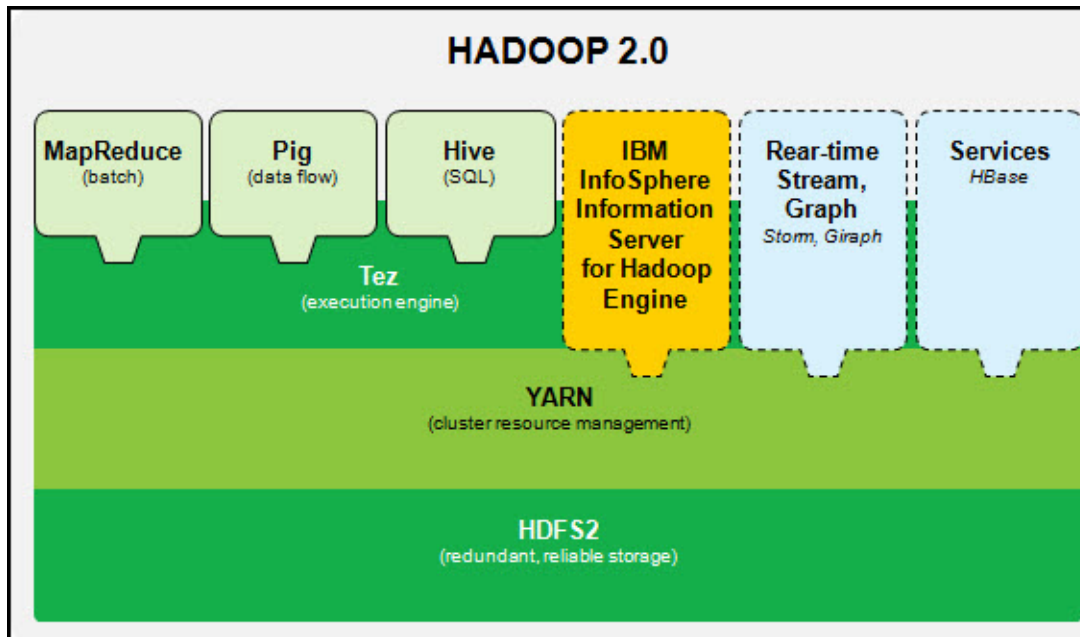 HADOOP 2.0
MapReduce
(batch)
Pig
(data flow)
Hive
(SQL)
IBM
InfoSphere
Information
Server
for Hadoop
Engine
Rear-time
Stream,
Graph
Storm, Giraph
Services
HBase
Tez
(execution engine)
YARN
(cluster resource management)
HDFS2
(redundant, reliable storage)